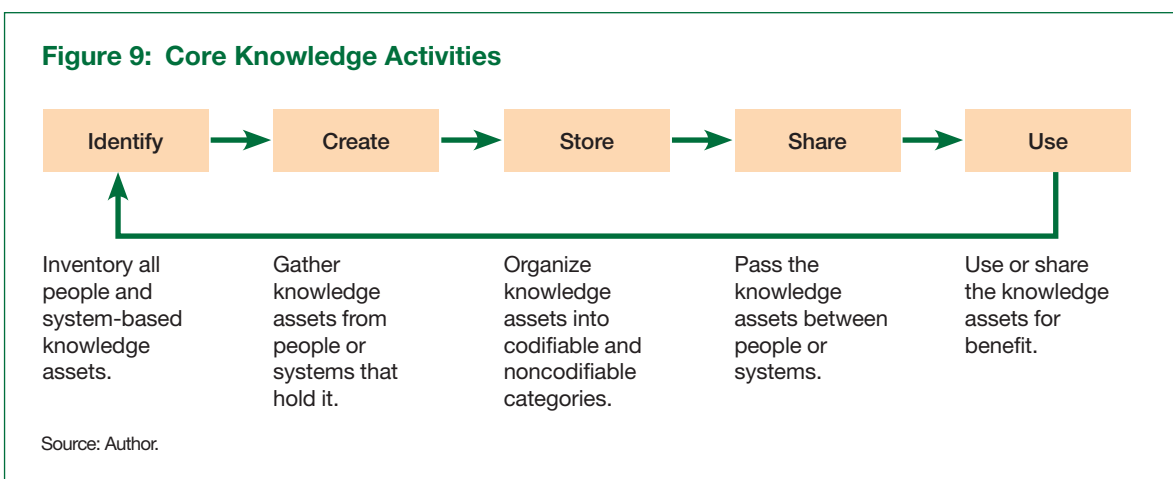 Figure 9: Core Knowledge Activities
Identify
Create
Store
Share
Use
Inventory all
people and
system-based
knowledge
assets.
Gather
knowledge
assets from
people or
systems that
hold it.
Organize
knowledge
assets into
codifiable and
noncodifiable
categories.
Pass the
knowledge
assets between
people or
systems.
Use or share
the knowledge
assets for
benefit.
Source: Author.